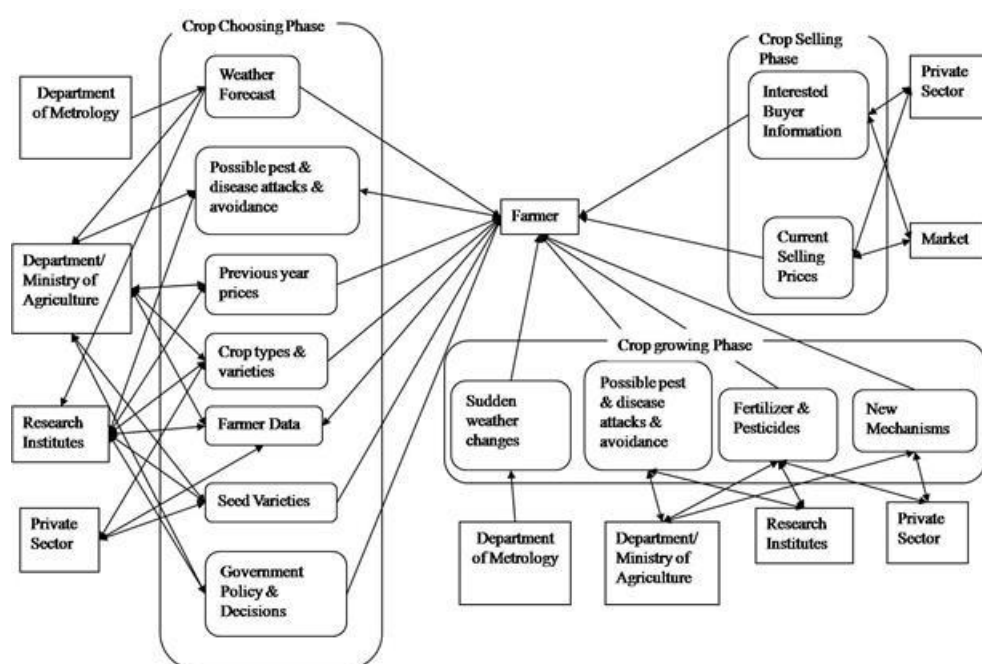 Crop Choosing Phase
Department
of Metrology
Weather
Forecast
Possible pest &
disease attacks &
avoidance
Department/
Ministry of
Agriculture
Previous year
prices
Crop types &
varieties
Research
Institutes
Farmer Data
Seed Varieties
Private
Sector
Government
Policy &
Decisions
Farmer
Crop Selling
Phase
Interested
Buyer
Information
Private
Sector
Current
Selling
Prices
Market
Crop growing Phase
Sudden
weather
changes
Possible pest
& disease
attacks &
avoidance
Fertilizer &
Pesticides
New
Mechanisms
Department
of Metrology
Department/
Ministry of
Agriculture
Research
Institutes
Private
Sector